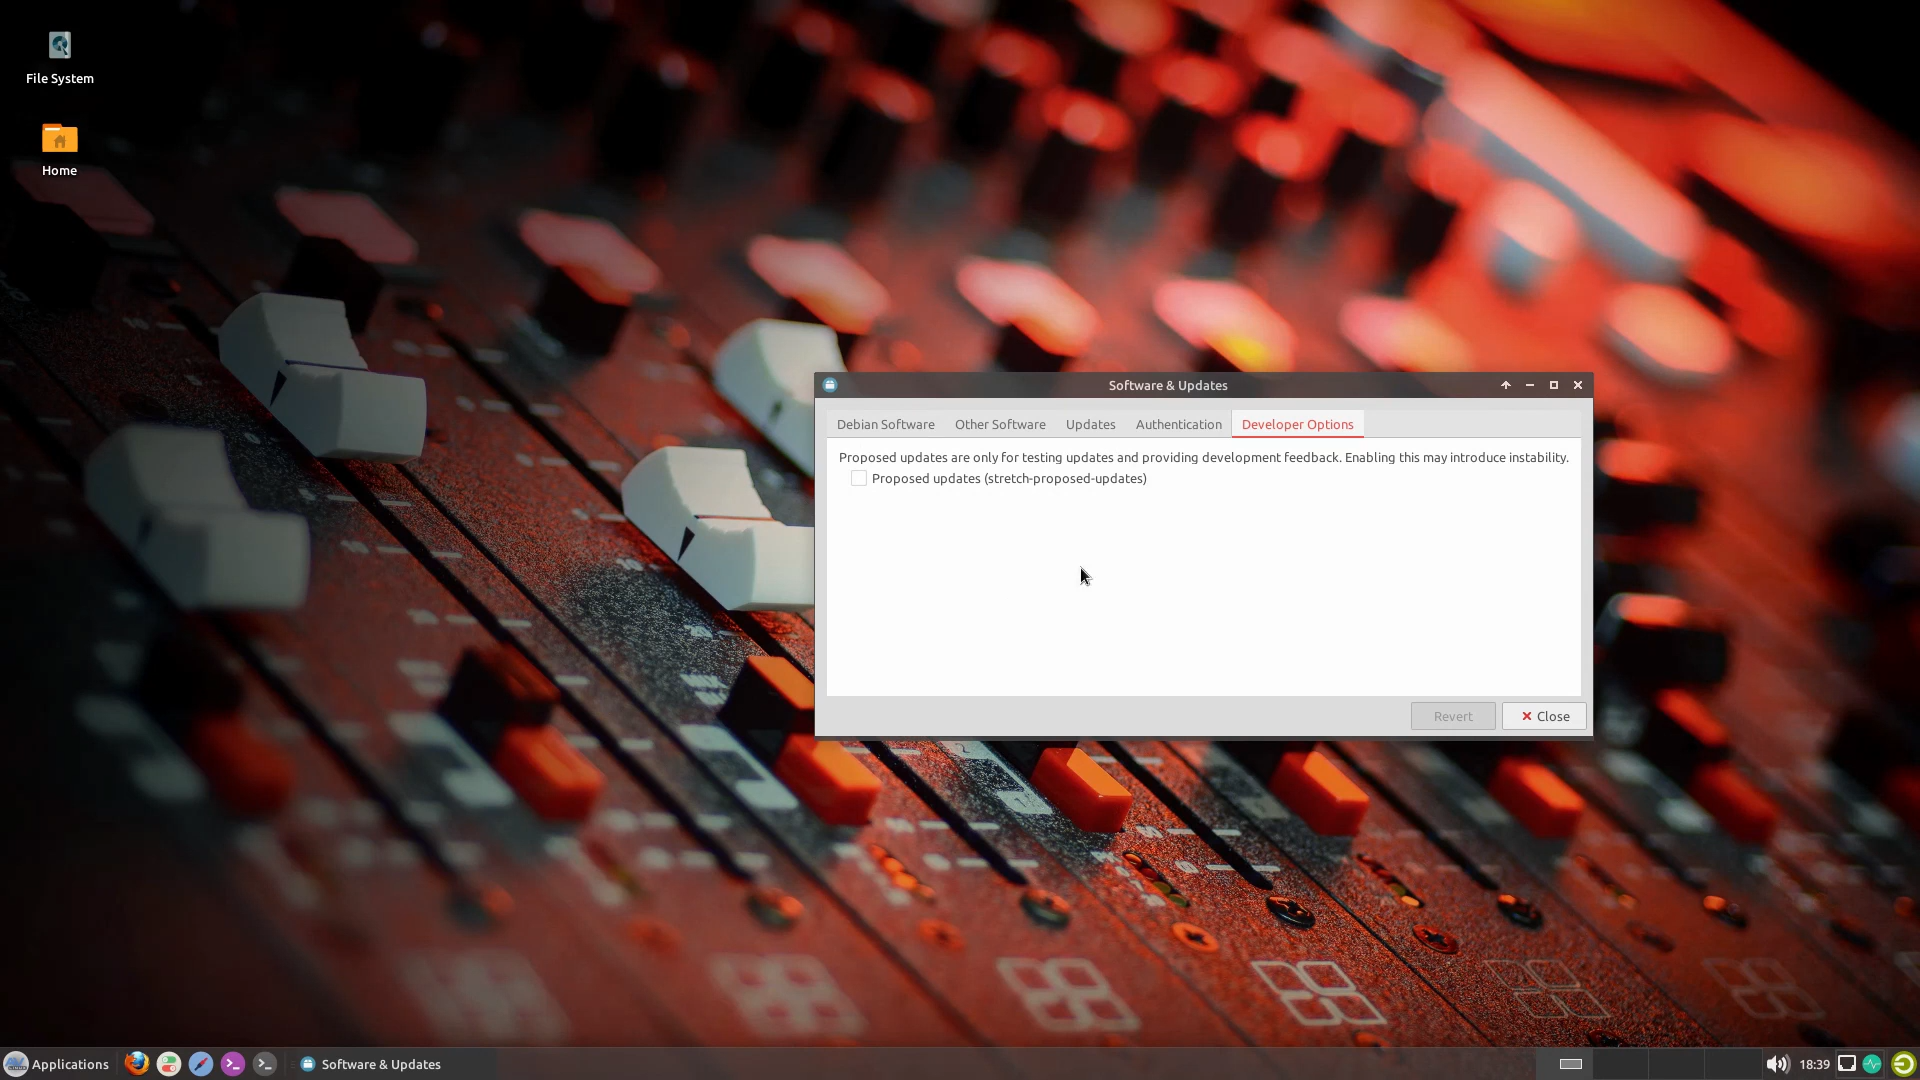 File System
Home
Software & Updates
Debian Software Other Software Updates Authentication Developer Options
Proposed updates are only for testing updates and providing development feedback. Enabling this may introduce instability.
Proposed updates (stretch-proposed-updates)
Revert Close
Applications Software & Updates 18:39